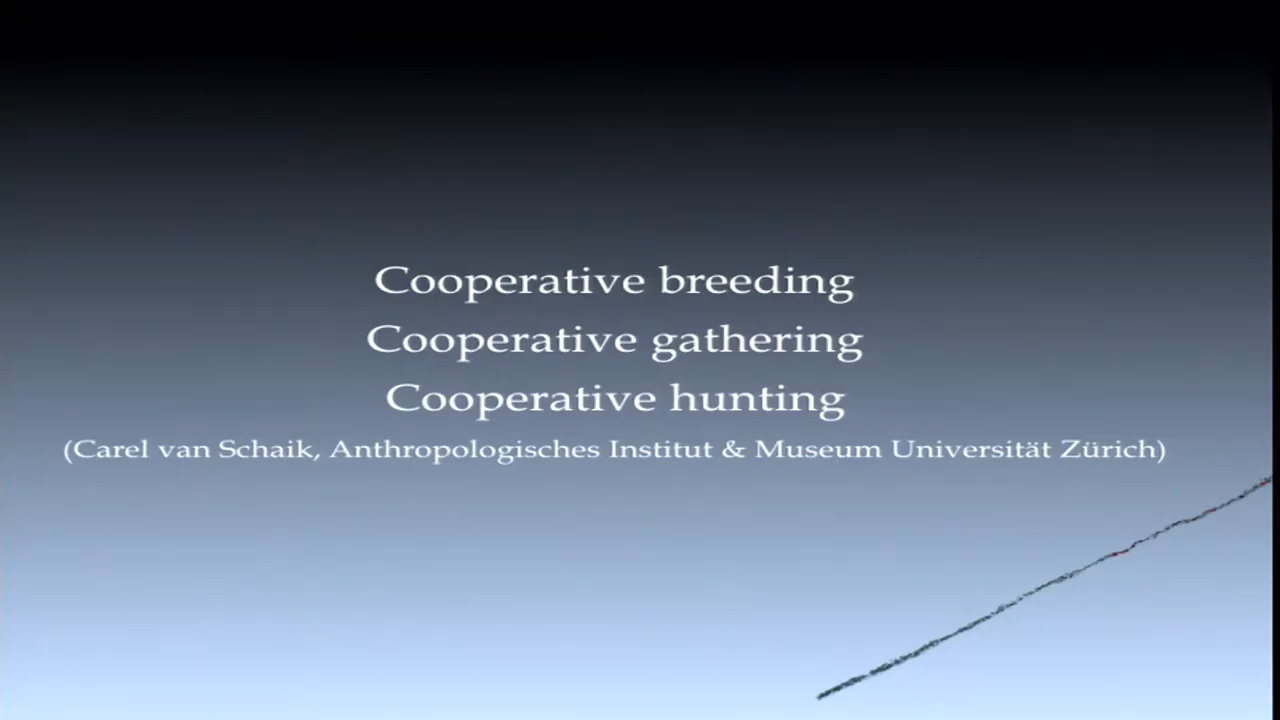 Cooperative breeding
Cooperative gathering
Cooperative hunting
(Carel van Schaik, Anthropologisches Institut & Museum Universität Zürich)